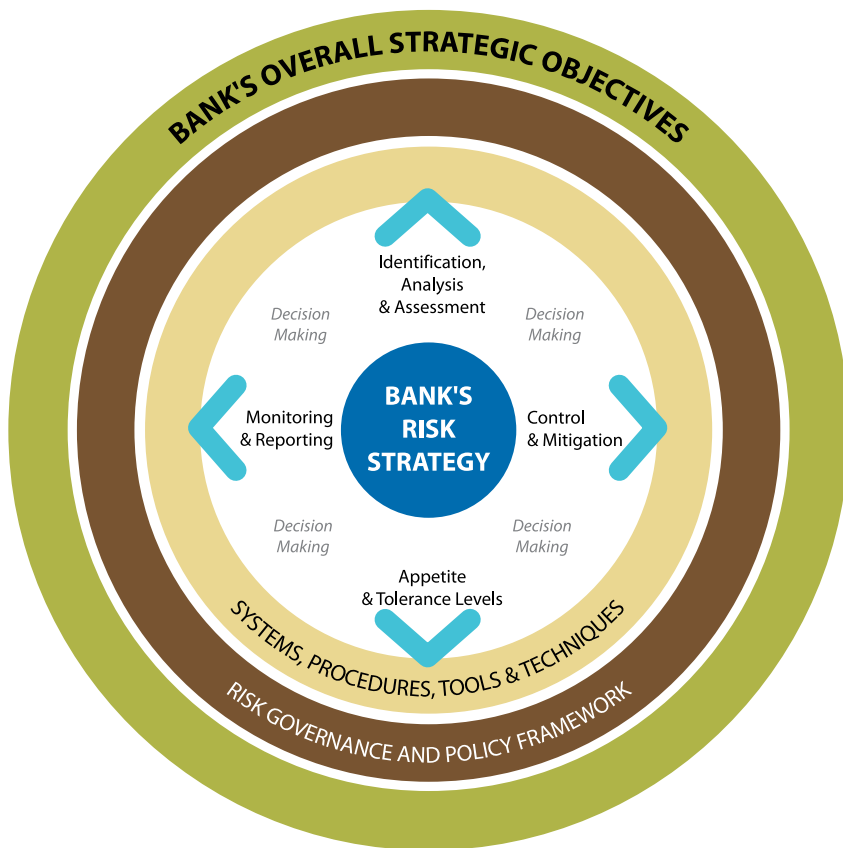 BANK'S OVERALL STRATEGIC OBJECTIVES
Identification,
Analysis
& Assessment
Decision
Making
Decision
Making
Monitoring
& Reporting
BANK'S
RISK
STRATEGY
Control
& Mitigation
Decision
Making
Decision
Making
Appetite
& Tolerance Levels
SYSTEMS, PROCEDURES, TOOLS & TECHNIQUES
RISK GOVERNANCE AND POLICY FRAMEWORK